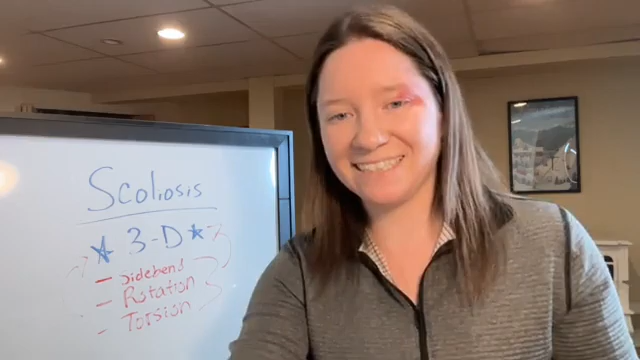 Scoliosis
3-D
- Sidebend
- Rotation
- Torsion